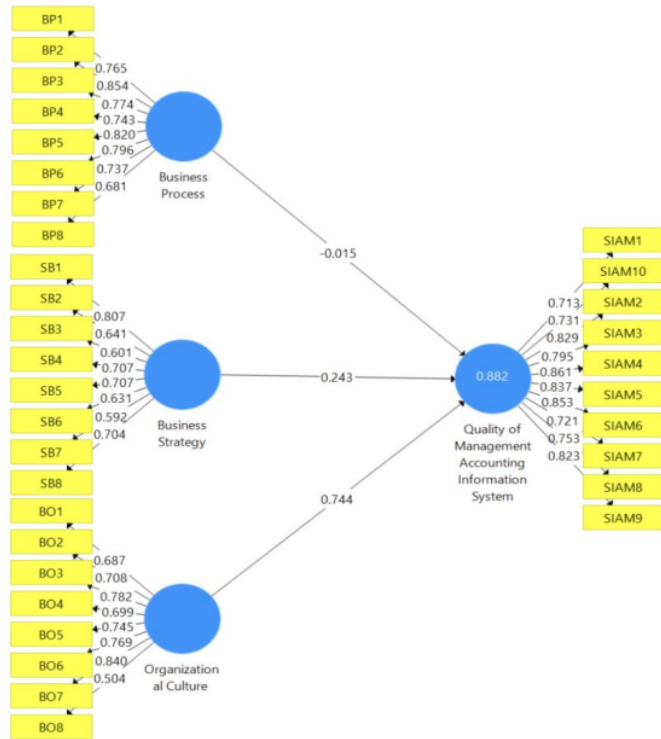 BP1
BP2
BP3
BP4
BP5
BP6
BP7
BP8
0.765
0.854
0.774
0.743
0.820
0.796
0.737
0.681
Business
Process
-0.015
SB1
SB2
SB3
SB4
SB5
SB6
SB7
SB8
0.807
0.641
0.601
0.707
0.707
0.631
0.592
0.704
Business
Strategy
0.243
BO1
BO2
BO3
BO4
BO5
BO6
BO7
BO8
0.687
0.708
0.782
0.699
0.745
0.769
0.840
0.504
Organization
al Culture
0.744
0.882
Quality of
Management
Accounting
Information
System
0.713
0.731
0.829
0.795
0.861
0.837
0.853
0.721
0.753
0.823
SIAM1
SIAM10
SIAM2
SIAM3
SIAM4
SIAM5
SIAM6
SIAM7
SIAM8
SIAM9